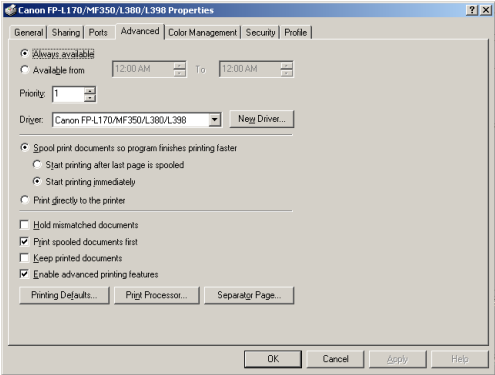 Canon FP-L170/MF350/L380/L398 Properties
General Sharing Ports Advanced Color Management Security Profile
Always available
Available from 12:00 AM To 12:00 AM
Priority: 1
Driver: Canon FP-L170/MF350/L380/L398 New Driver...
Spool print documents so program finishes printing faster
Start printing after last page is spooled
Start printing immediately
Print directly to the printer
Hold mismatched documents
Print spooled documents first
Keep printed documents
Enable advanced printing features
Printing Defaults... Print Processor... Separator Page...
OK Cancel Apply Help